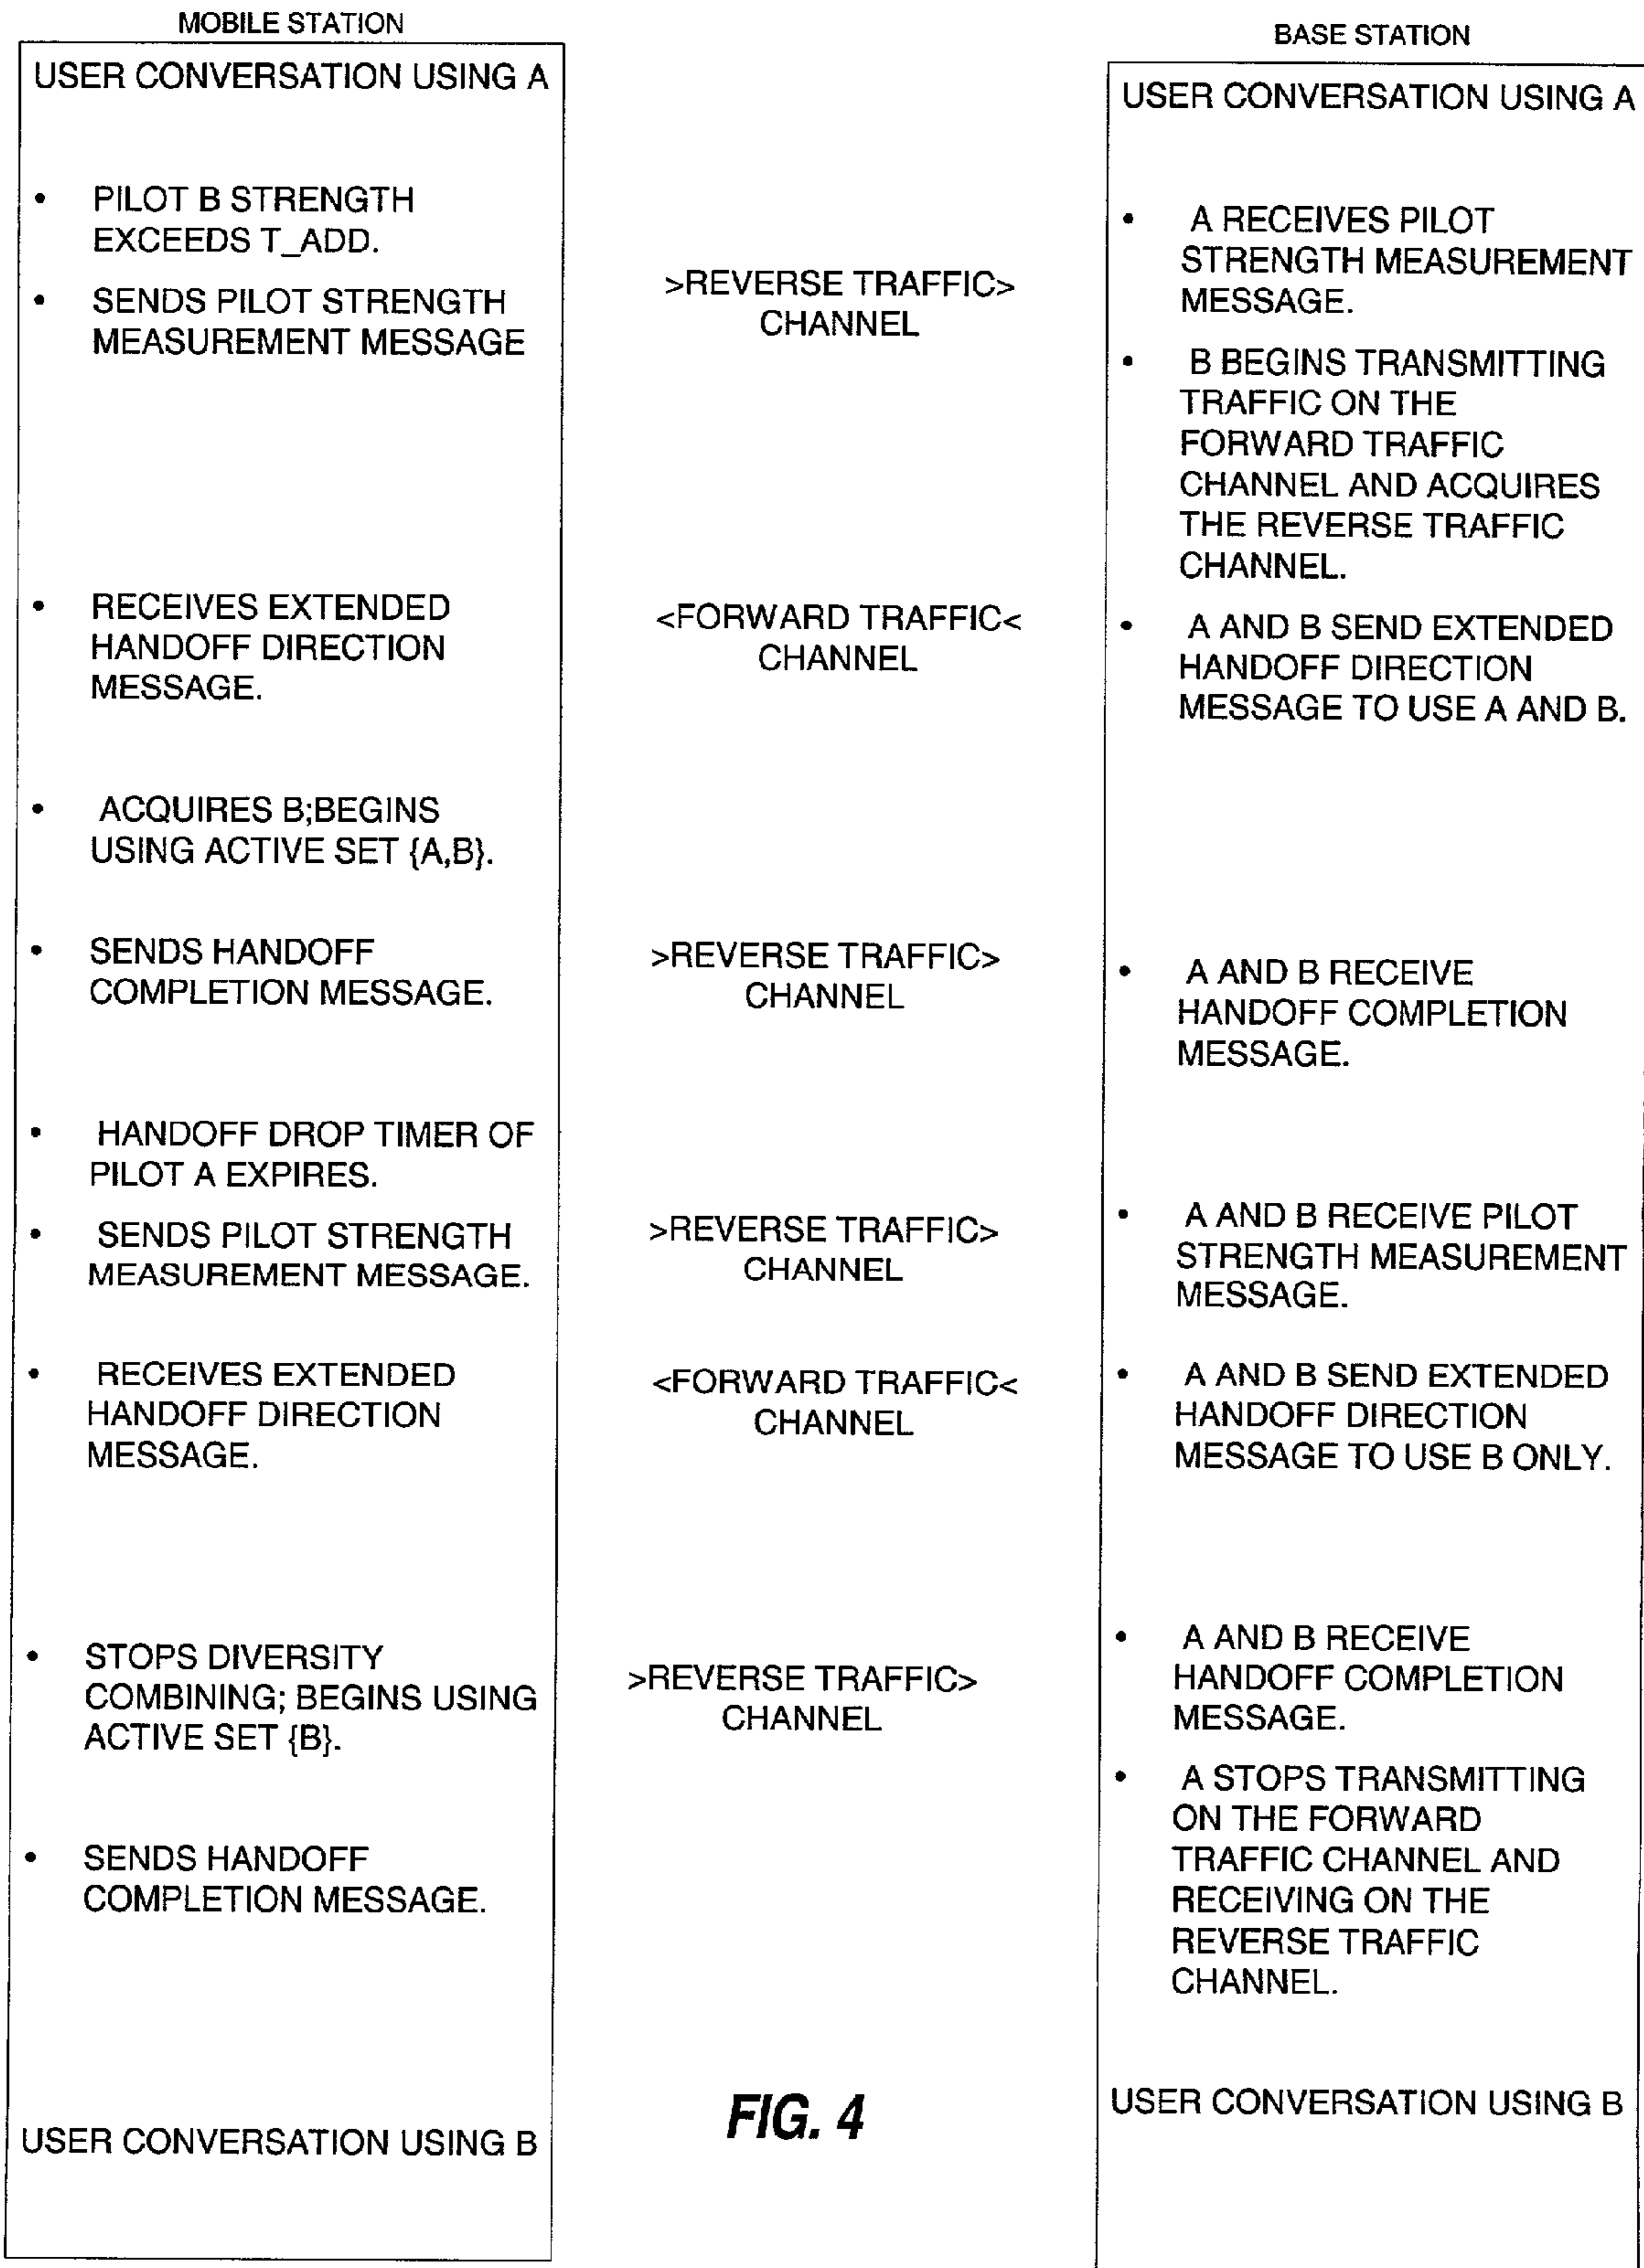 MOBILE STATION
USER CONVERSATION USING A
• PILOT B STRENGTH
EXCEEDS T_ADD.
• SENDS PILOT STRENGTH
MEASUREMENT MESSAGE
• RECEIVES EXTENDED
HANDOFF DIRECTION
MESSAGE.
• ACQUIRES B;BEGINS
USING ACTIVE SET {A,B}.
• SENDS HANDOFF
COMPLETION MESSAGE.
• HANDOFF DROP TIMER OF
PILOT A EXPIRES.
• SENDS PILOT STRENGTH
MEASUREMENT MESSAGE.
• RECEIVES EXTENDED
HANDOFF DIRECTION
MESSAGE.
• STOPS DIVERSITY
COMBINING; BEGINS USING
ACTIVE SET {B}.
• SENDS HANDOFF
COMPLETION MESSAGE.
USER CONVERSATION USING B
>REVERSE TRAFFIC>
CHANNEL
<FORWARD TRAFFIC<
CHANNEL
>REVERSE TRAFFIC>
CHANNEL
>REVERSE TRAFFIC>
CHANNEL
<FORWARD TRAFFIC<
CHANNEL
>REVERSE TRAFFIC>
CHANNEL
FIG. 4
BASE STATION
USER CONVERSATION USING A
• A RECEIVES PILOT
STRENGTH MEASUREMENT
MESSAGE.
• B BEGINS TRANSMITTING
TRAFFIC ON THE
FORWARD TRAFFIC
CHANNEL AND ACQUIRES
THE REVERSE TRAFFIC
CHANNEL.
• A AND B SEND EXTENDED
HANDOFF DIRECTION
MESSAGE TO USE A AND B.
• A AND B RECEIVE
HANDOFF COMPLETION
MESSAGE.
• A AND B RECEIVE PILOT
STRENGTH MEASUREMENT
MESSAGE.
• A AND B SEND EXTENDED
HANDOFF DIRECTION
MESSAGE TO USE B ONLY.
• A AND B RECEIVE
HANDOFF COMPLETION
MESSAGE.
• A STOPS TRANSMITTING
ON THE FORWARD
TRAFFIC CHANNEL AND
RECEIVING ON THE
REVERSE TRAFFIC
CHANNEL.
USER CONVERSATION USING B